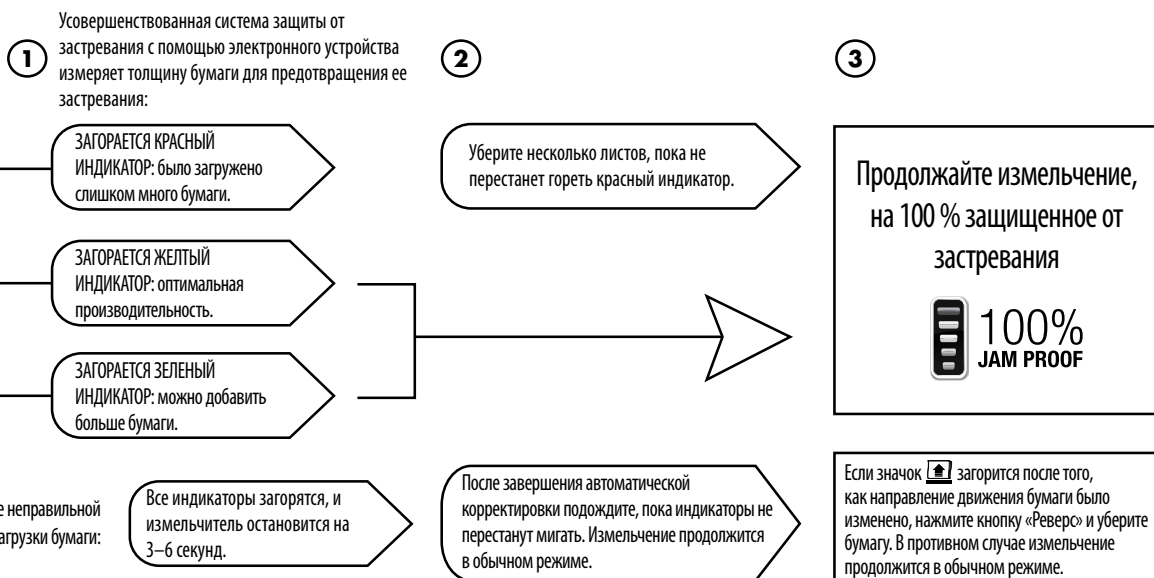 1
Усовершенствованная система защиты от
застревания с помощью электронного устройства
измеряет толщину бумаги для предотвращения ее
застревания:
ЗАГОРАЕТСЯ КРАСНЫЙ
ИНДИКАТОР: было загружено
слишком много бумаги.
ЗАГОРАЕТСЯ ЖЕЛТЫЙ
ИНДИКАТОР: оптимальная
производительность.
ЗАГОРАЕТСЯ ЗЕЛЕНЫЙ
ИНДИКАТОР: можно добавить
больше бумаги.
2
Уберите несколько листов, пока не
перестанет гореть красный индикатор.
3
Продолжайте измельчение,
на 100 % защищенное от
застревания
100%
JAM PROOF
неправильной
бумаги:
Все индикаторы загорятся, и
измельчитель остановится на
3–6 секунд.
После завершения автоматической
корректировки подождите, пока индикаторы не
перестанут мигать. Измельчение продолжится
в обычном режиме.
Если значок загорится после того,
как направление движения бумаги было
изменено, нажмите кнопку «Реверс» и уберите
бумагу. В противном случае измельчение
продолжится в обычном режиме.